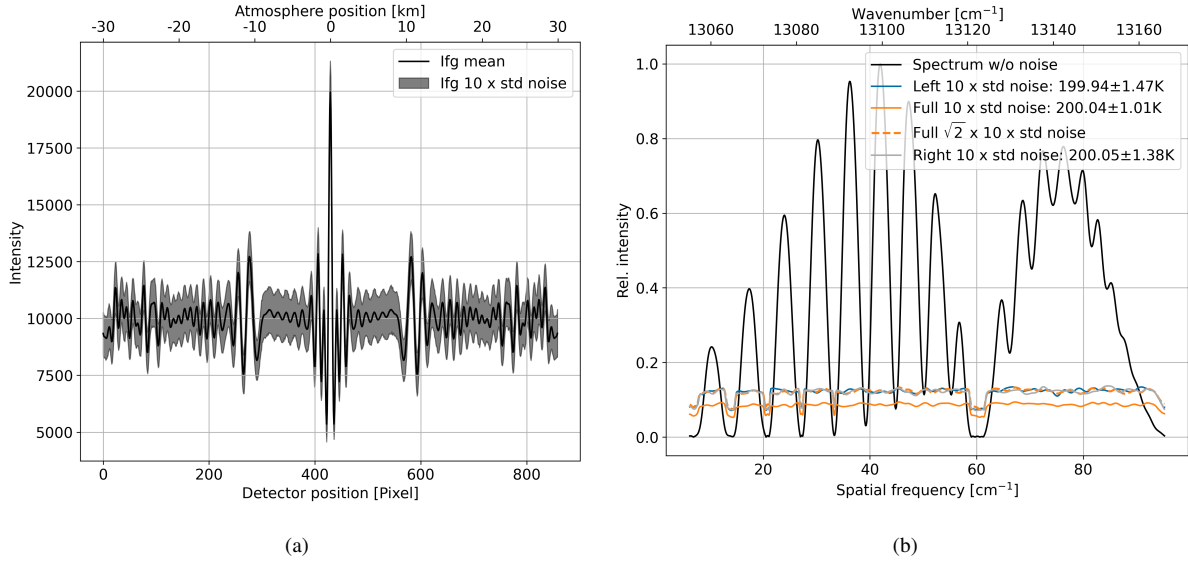 Atmosphere position [km]
-30 -20 -10 0 10 20 30
Ifg mean
Ifg 10 x std noise
20000
17500
15000
12500
10000
7500
5000
Intensity
0 200 400 600 800
Detector position [Pixel]
(a)
Wavenumber [cm⁻¹]
13060 13080 13100 13120 13140 13160
Spectrum w/o noise
Left 10 x std noise: 199.94±1.47K
Full 10 x std noise: 200.04±1.01K
Full √2 x 10 x std noise
Right 10 x std noise: 200.05±1.38K
1.0
0.8
0.6
0.4
0.2
0.0
Rel. intensity
20 40 60 80
Spatial frequency [cm⁻¹]
(b)